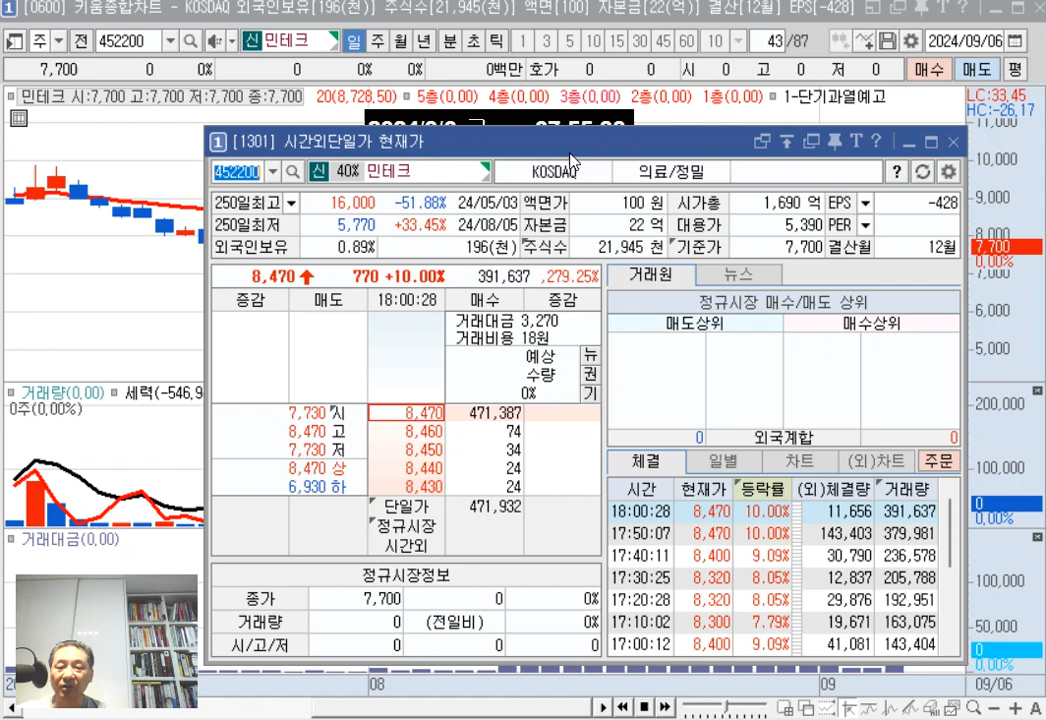 [0600] 키움종합차트 - KOSDAQ 외국인보유[196(천)] 주식수[21,945(천)] 액면[100] 자본금[22(억)] 결산[12월] EPS[-428]
주 전 452200 신 민테크 일 주 월 년 분 초 틱 1 3 5 10 15 30 45 60 10 43 /87 2024/09/06
7,700 0 0% 0 0% 0% 0백만 호가 0 0 시 0 고 0 저 0 매수 매도 평
민테크 시:7,700 고:7,700 저:7,700 종:7,700 20(8,728.50) 5층(0.00) 4층(0.00) 3층(0.00) 2층(0.00) 1층(0.00) 1-단기과열예고 LC:33.45
HC:-26.17
11,000
[1301] 시간외단일가 현재가
10,000
452200 신 40% 민테크 KOSDAQ 의료/정밀 ?
250일최고 16,000 -51.88% 24/05/03 액면가 100 원 시가총 1,690 억 EPS -428
9,000
250일최저 5,770 +33.45% 24/08/05 자본금 22 억 대용가 5,390 PER
8,000
외국인보유 0.89% 196(천) 주식수 21,945 천 기준가 7,700 결산월 12월
7,700
0.00%
7,000
8,470 770 +10.00% 391,637 279.25% 거래원 뉴스
증감 매도 18:00:28 매수 증감 정규시장 매수/매도 상위
6,000
거래대금 3,270 매도상위 매수상위
거래비용 18원
예상 뉴
5,000
수량 권
0% 기
거래량(0.00) 세력(-546,9
0주(0.00%)
200,000
7,730 시 8,470 471,387
8,470 고 8,460 74 0 외국계합 0
7,730 저 8,450 34 체결 일별 차트 (외)차트 주문
8,470 상 8,440 24 100,000
6,930 하 8,430 24 시간 현재가 등락률 (외)체결량 거래량
단일가 471,932 0
정규시장 0.00%
시간외
18:00:28 8,470 10.00% 11,656 391,637
17:50:07 8,470 10.00% 143,403 379,981
거래대금(0.00)
17:40:11 8,400 9.09% 30,790 236,578
17:30:25 8,320 8.05% 12,837 205,788
100,000
17:20:28 8,320 8.05% 29,876 192,951
17:10:02 8,300 7.79% 19,671 163,075
50,000
17:00:12 8,400 9.09% 41,081 143,404
0
0.00%
정규시장정보
종가 7,700 0 0%
거래량 0 (전일비) 0%
시/고/저 0 0 0
08 09 09/06